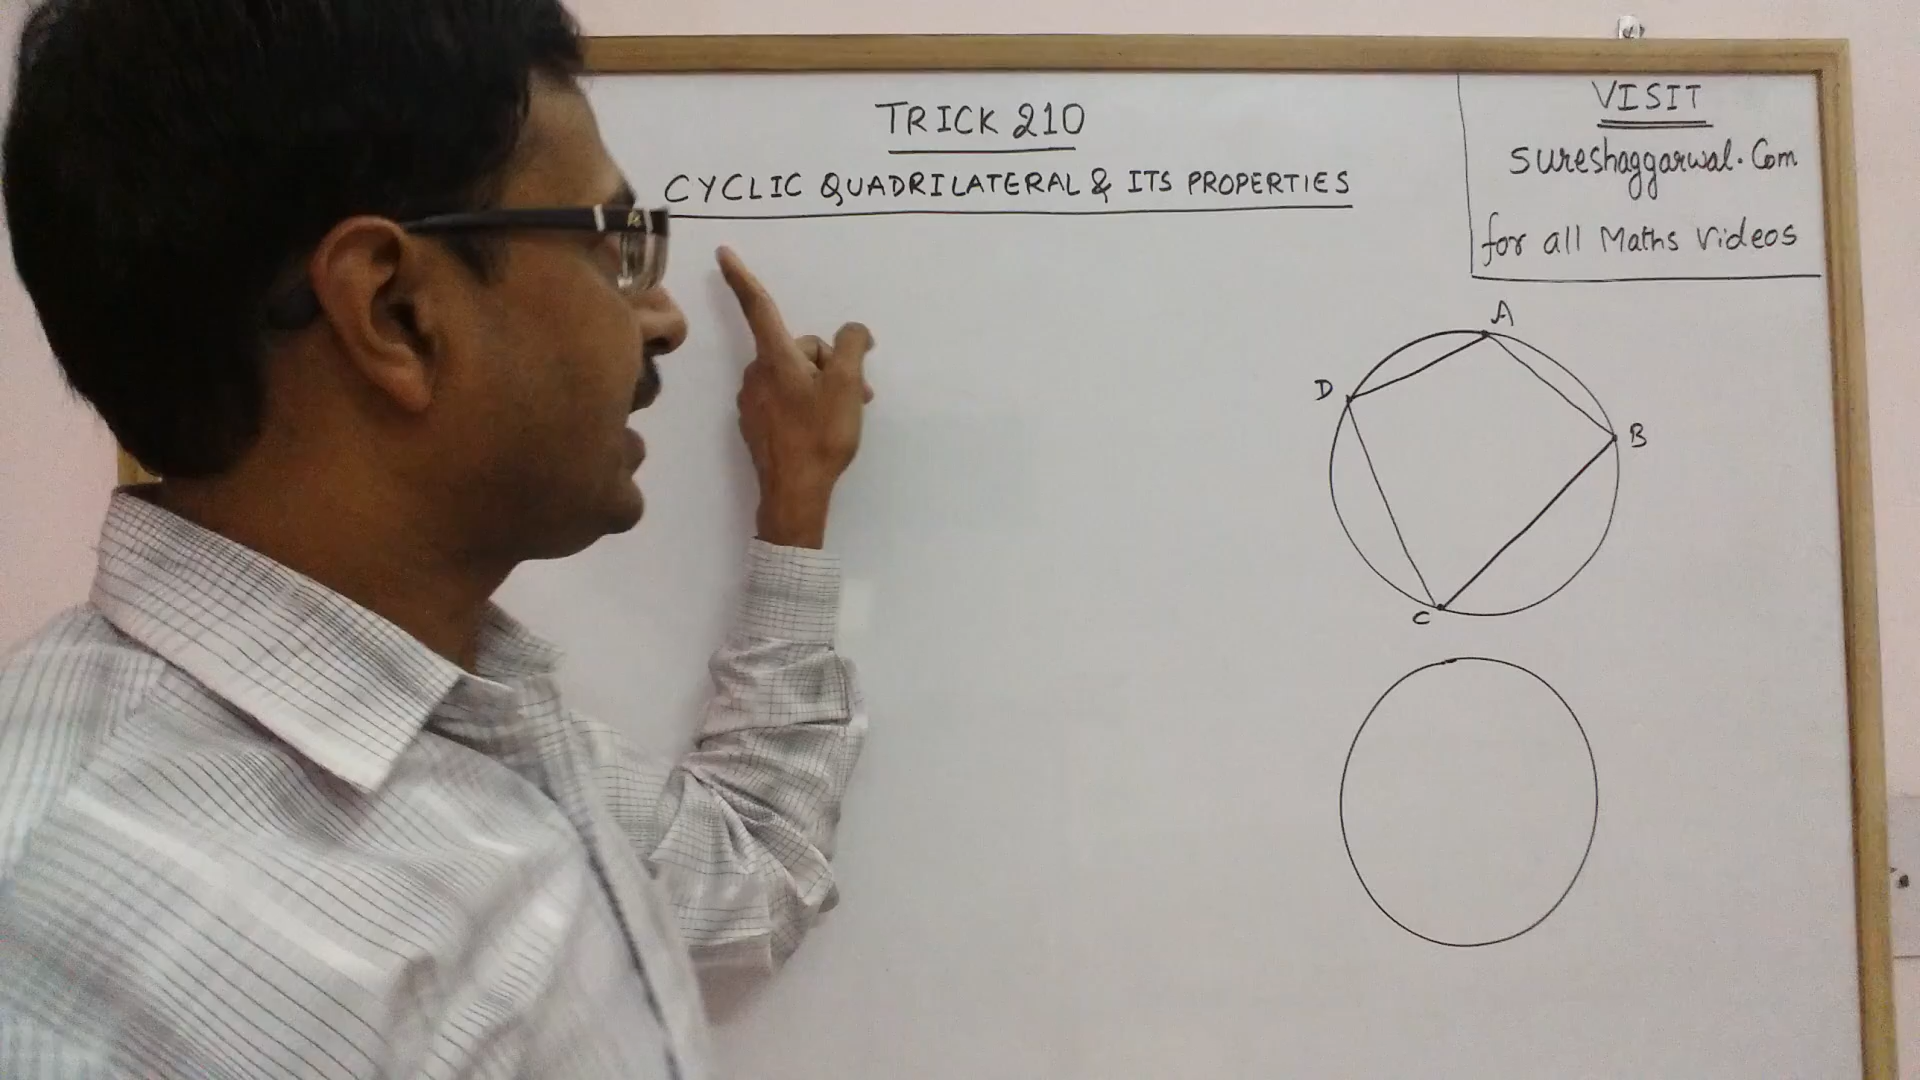 TRICK 210
CYCLIC QUADRILATERAL & ITS PROPERTIES
VISIT
sureshaggarwal.Com
for all Maths Videos
A
D
B
C